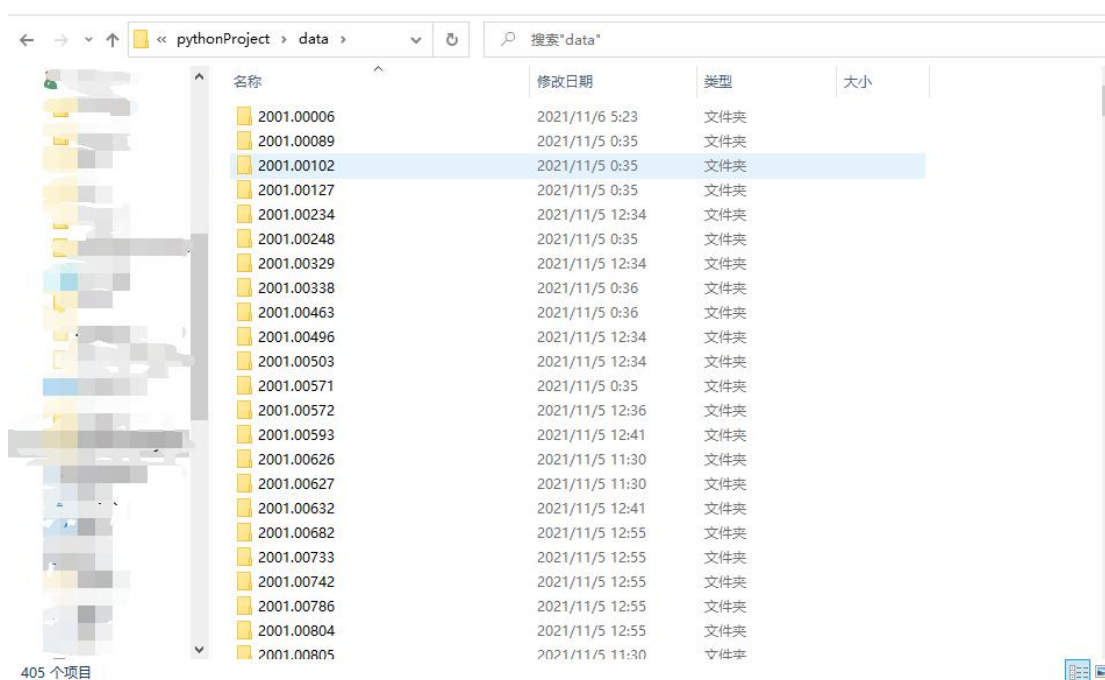 « pythonProject › data ›
搜索"data"
名称 修改日期 类型 大小
2001.00006 2021/11/6 5:23 文件夹
2001.00089 2021/11/5 0:35 文件夹
2001.00102 2021/11/5 0:35 文件夹
2001.00127 2021/11/5 0:35 文件夹
2001.00234 2021/11/5 12:34 文件夹
2001.00248 2021/11/5 0:35 文件夹
2001.00329 2021/11/5 12:34 文件夹
2001.00338 2021/11/5 0:36 文件夹
2001.00463 2021/11/5 0:36 文件夹
2001.00496 2021/11/5 12:34 文件夹
2001.00503 2021/11/5 12:34 文件夹
2001.00571 2021/11/5 0:35 文件夹
2001.00572 2021/11/5 12:36 文件夹
2001.00593 2021/11/5 12:41 文件夹
2001.00626 2021/11/5 11:30 文件夹
2001.00627 2021/11/5 11:30 文件夹
2001.00632 2021/11/5 12:41 文件夹
2001.00682 2021/11/5 12:55 文件夹
2001.00733 2021/11/5 12:55 文件夹
2001.00742 2021/11/5 12:55 文件夹
2001.00786 2021/11/5 12:55 文件夹
2001.00804 2021/11/5 12:55 文件夹
2001.00805 2021/11/5 11:30 文件夹
405 个项目